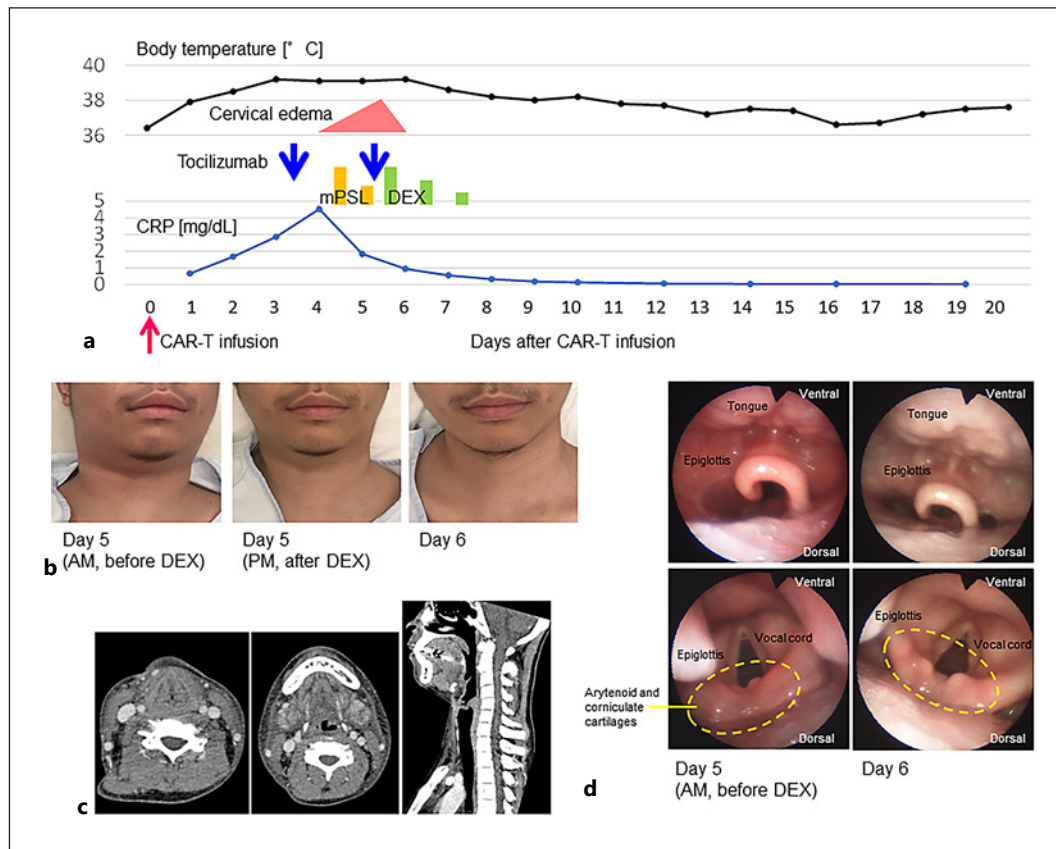 Body temperature [° C]
40
38
36
Cervical edema
Tocilizumab
mPSL
DEX
5
4
3
2
1
0
CRP [mg/dL]
0 1 2 3 4 5 6 7 8 9 10 11 12 13 14 15 16 17 18 19 20
a
CAR-T infusion
Days after CAR-T infusion
b
Day 5
(AM, before DEX)
Day 5
(PM, after DEX)
Day 6
c
Ventral
Tongue
Epiglottis
Dorsal
Ventral
Tongue
Epiglottis
Dorsal
Ventral
Vocal cord
Epiglottis
Dorsal
Ventral
Epiglottis
Vocal cord
Dorsal
Arytenoid and
corniculate
cartilages
d
Day 5
(AM, before DEX)
Day 6